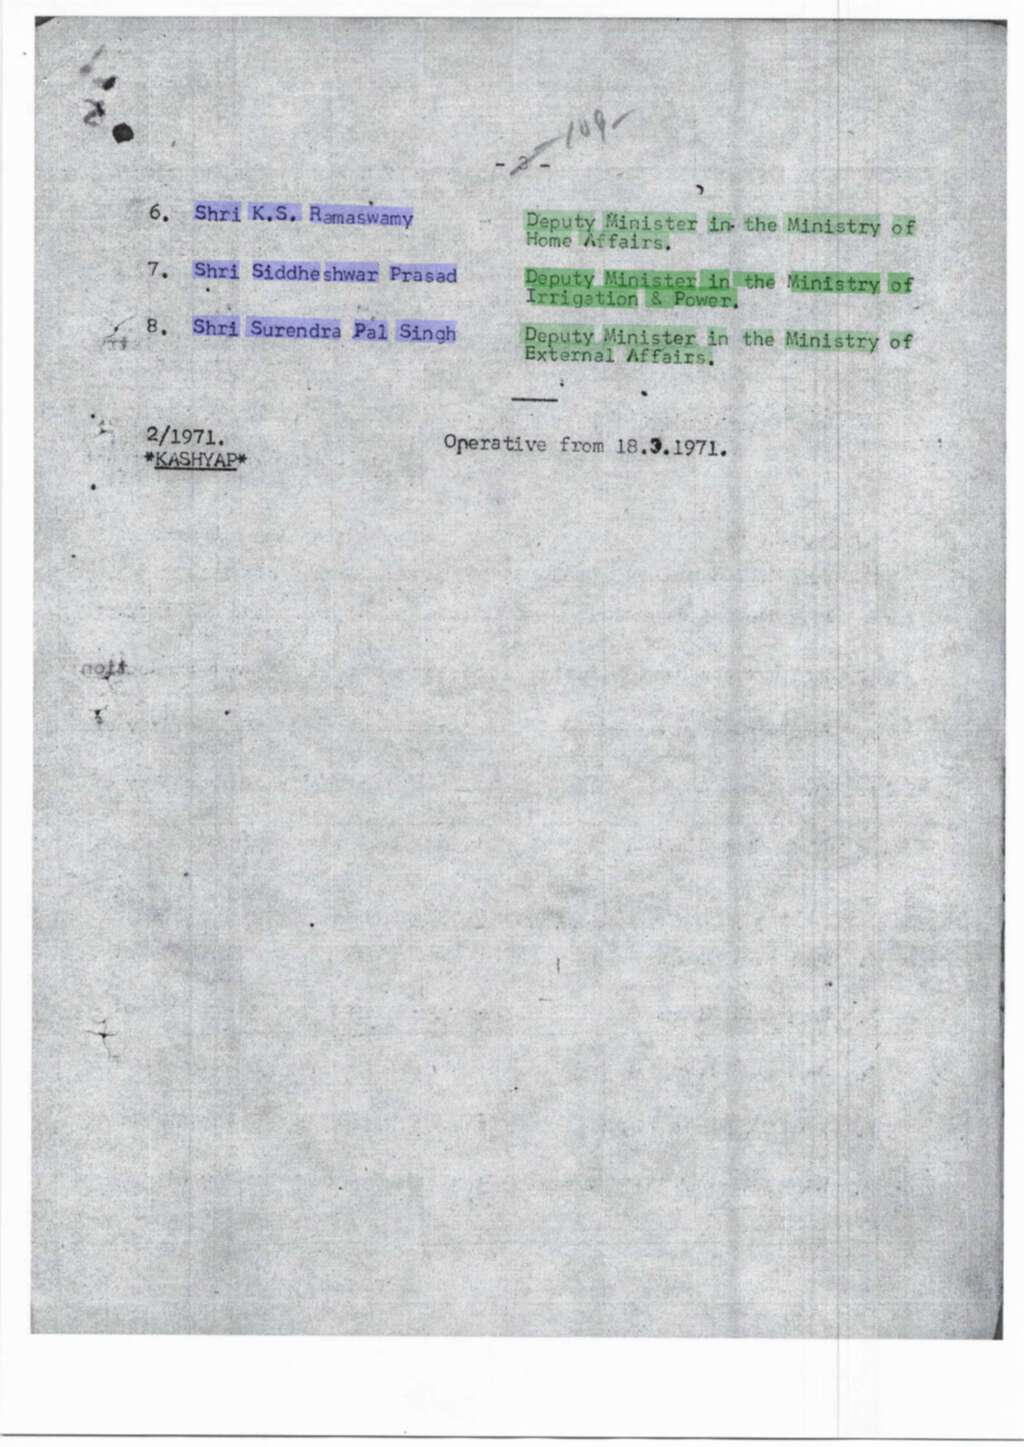 -109-
- 3 -
6. Shri K.S. Ramaswamy Deputy Minister in the Ministry of
Home Affairs.
7. Shri Siddheshwar Prasad Deputy Minister in the Ministry of
Irrigation & Power.
8. Shri Surendra Pal Singh Deputy Minister in the Ministry of
External Affairs.
2/1971. Operative from 18.3.1971.
*KASHYAP*